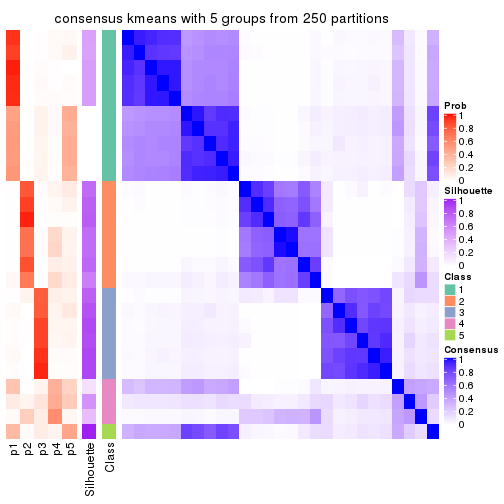 consensus kmeans with 5 groups from 250 partitions
Prob
1
0.8
0.6
0.4
0.2
0
Silhouette
1
0.8
0.6
0.4
0.2
0
Class
1
2
3
4
5
Consensus
1
0.8
0.6
0.4
0.2
0
p1
p2
p3
p4
p5
Silhouette
Class